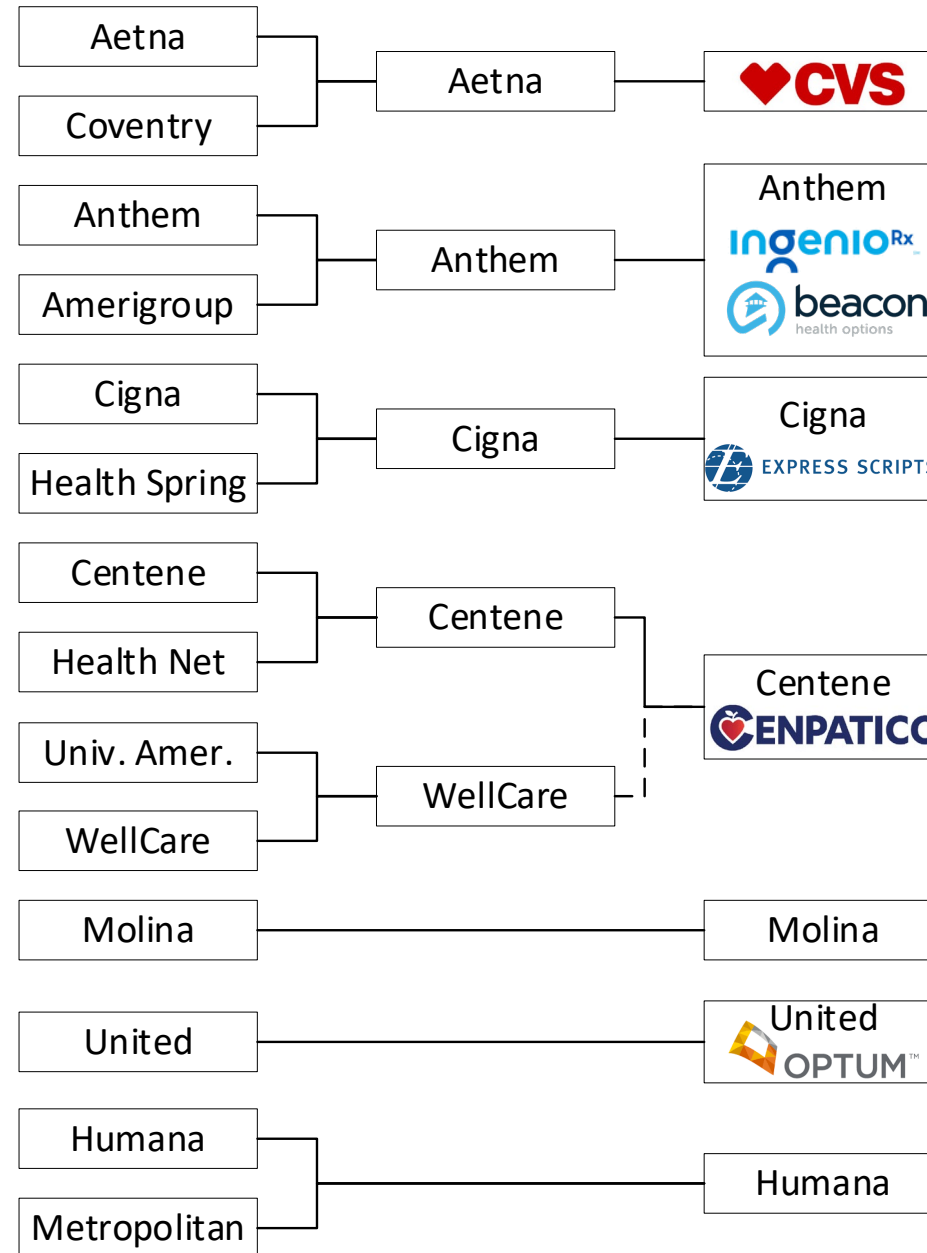 Aetna
Coventry
Aetna
CVS
Anthem
Amerigroup
Anthem
Anthem
IngenioRx
beacon
health options
Cigna
Health Spring
Cigna
Cigna
EXPRESS SCRIPTS
Centene
Health Net
Centene
Univ. Amer.
WellCare
WellCare
Centene
CENPATICO
Molina
Molina
United
United
OPTUM™
Humana
Metropolitan
Humana